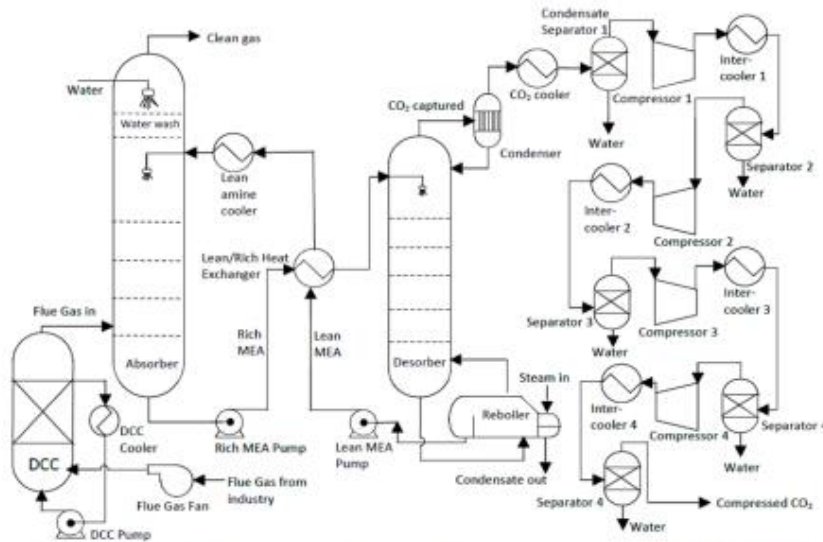 Clean gas
Water
Water wash
Lean
amine
cooler
Lean/Rich Heat
Exchanger
Flue Gas in
Absorber
Rich
MEA
Lean
MEA
DCC
DCC
Cooler
Rich MEA Pump
Lean MEA
Pump
Flue Gas from
industry
Flue Gas Fan
DCC Pump
CO₂ captured
Condenser
CO₂ cooler
Desorber
Steam in
Reboiler
Condensate out
Condensate
Separator 1
Water
Compressor 1
Inter-
cooler 1
Separator 2
Water
Inter-
cooler 2
Compressor 2
Separator 3
Water
Compressor 3
Inter-
cooler 3
Inter-
cooler 4
Compressor 4
Separator 4
Water
Separator 4
Water
Compressed CO₂